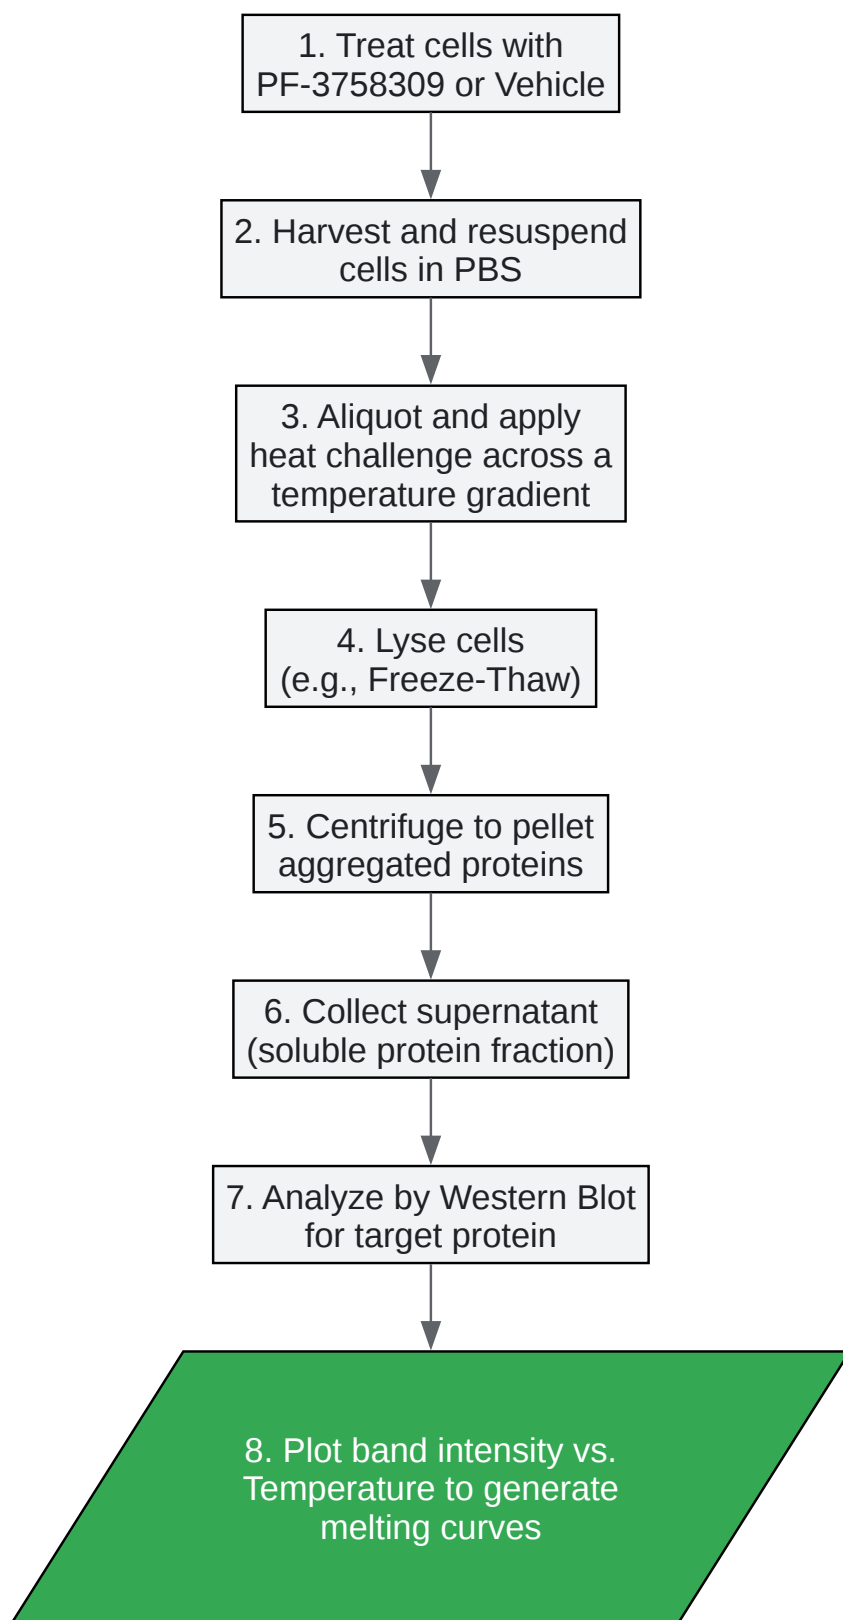 1. Treat cells with
PF-3758309 or Vehicle
2. Harvest and resuspend
cells in PBS
3. Aliquot and apply
heat challenge across a
temperature gradient
4. Lyse cells
(e.g., Freeze-Thaw)
5. Centrifuge to pellet
aggregated proteins
6. Collect supernatant
(soluble protein fraction)
7. Analyze by Western Blot
for target protein
8. Plot band intensity vs.
Temperature to generate
melting curves